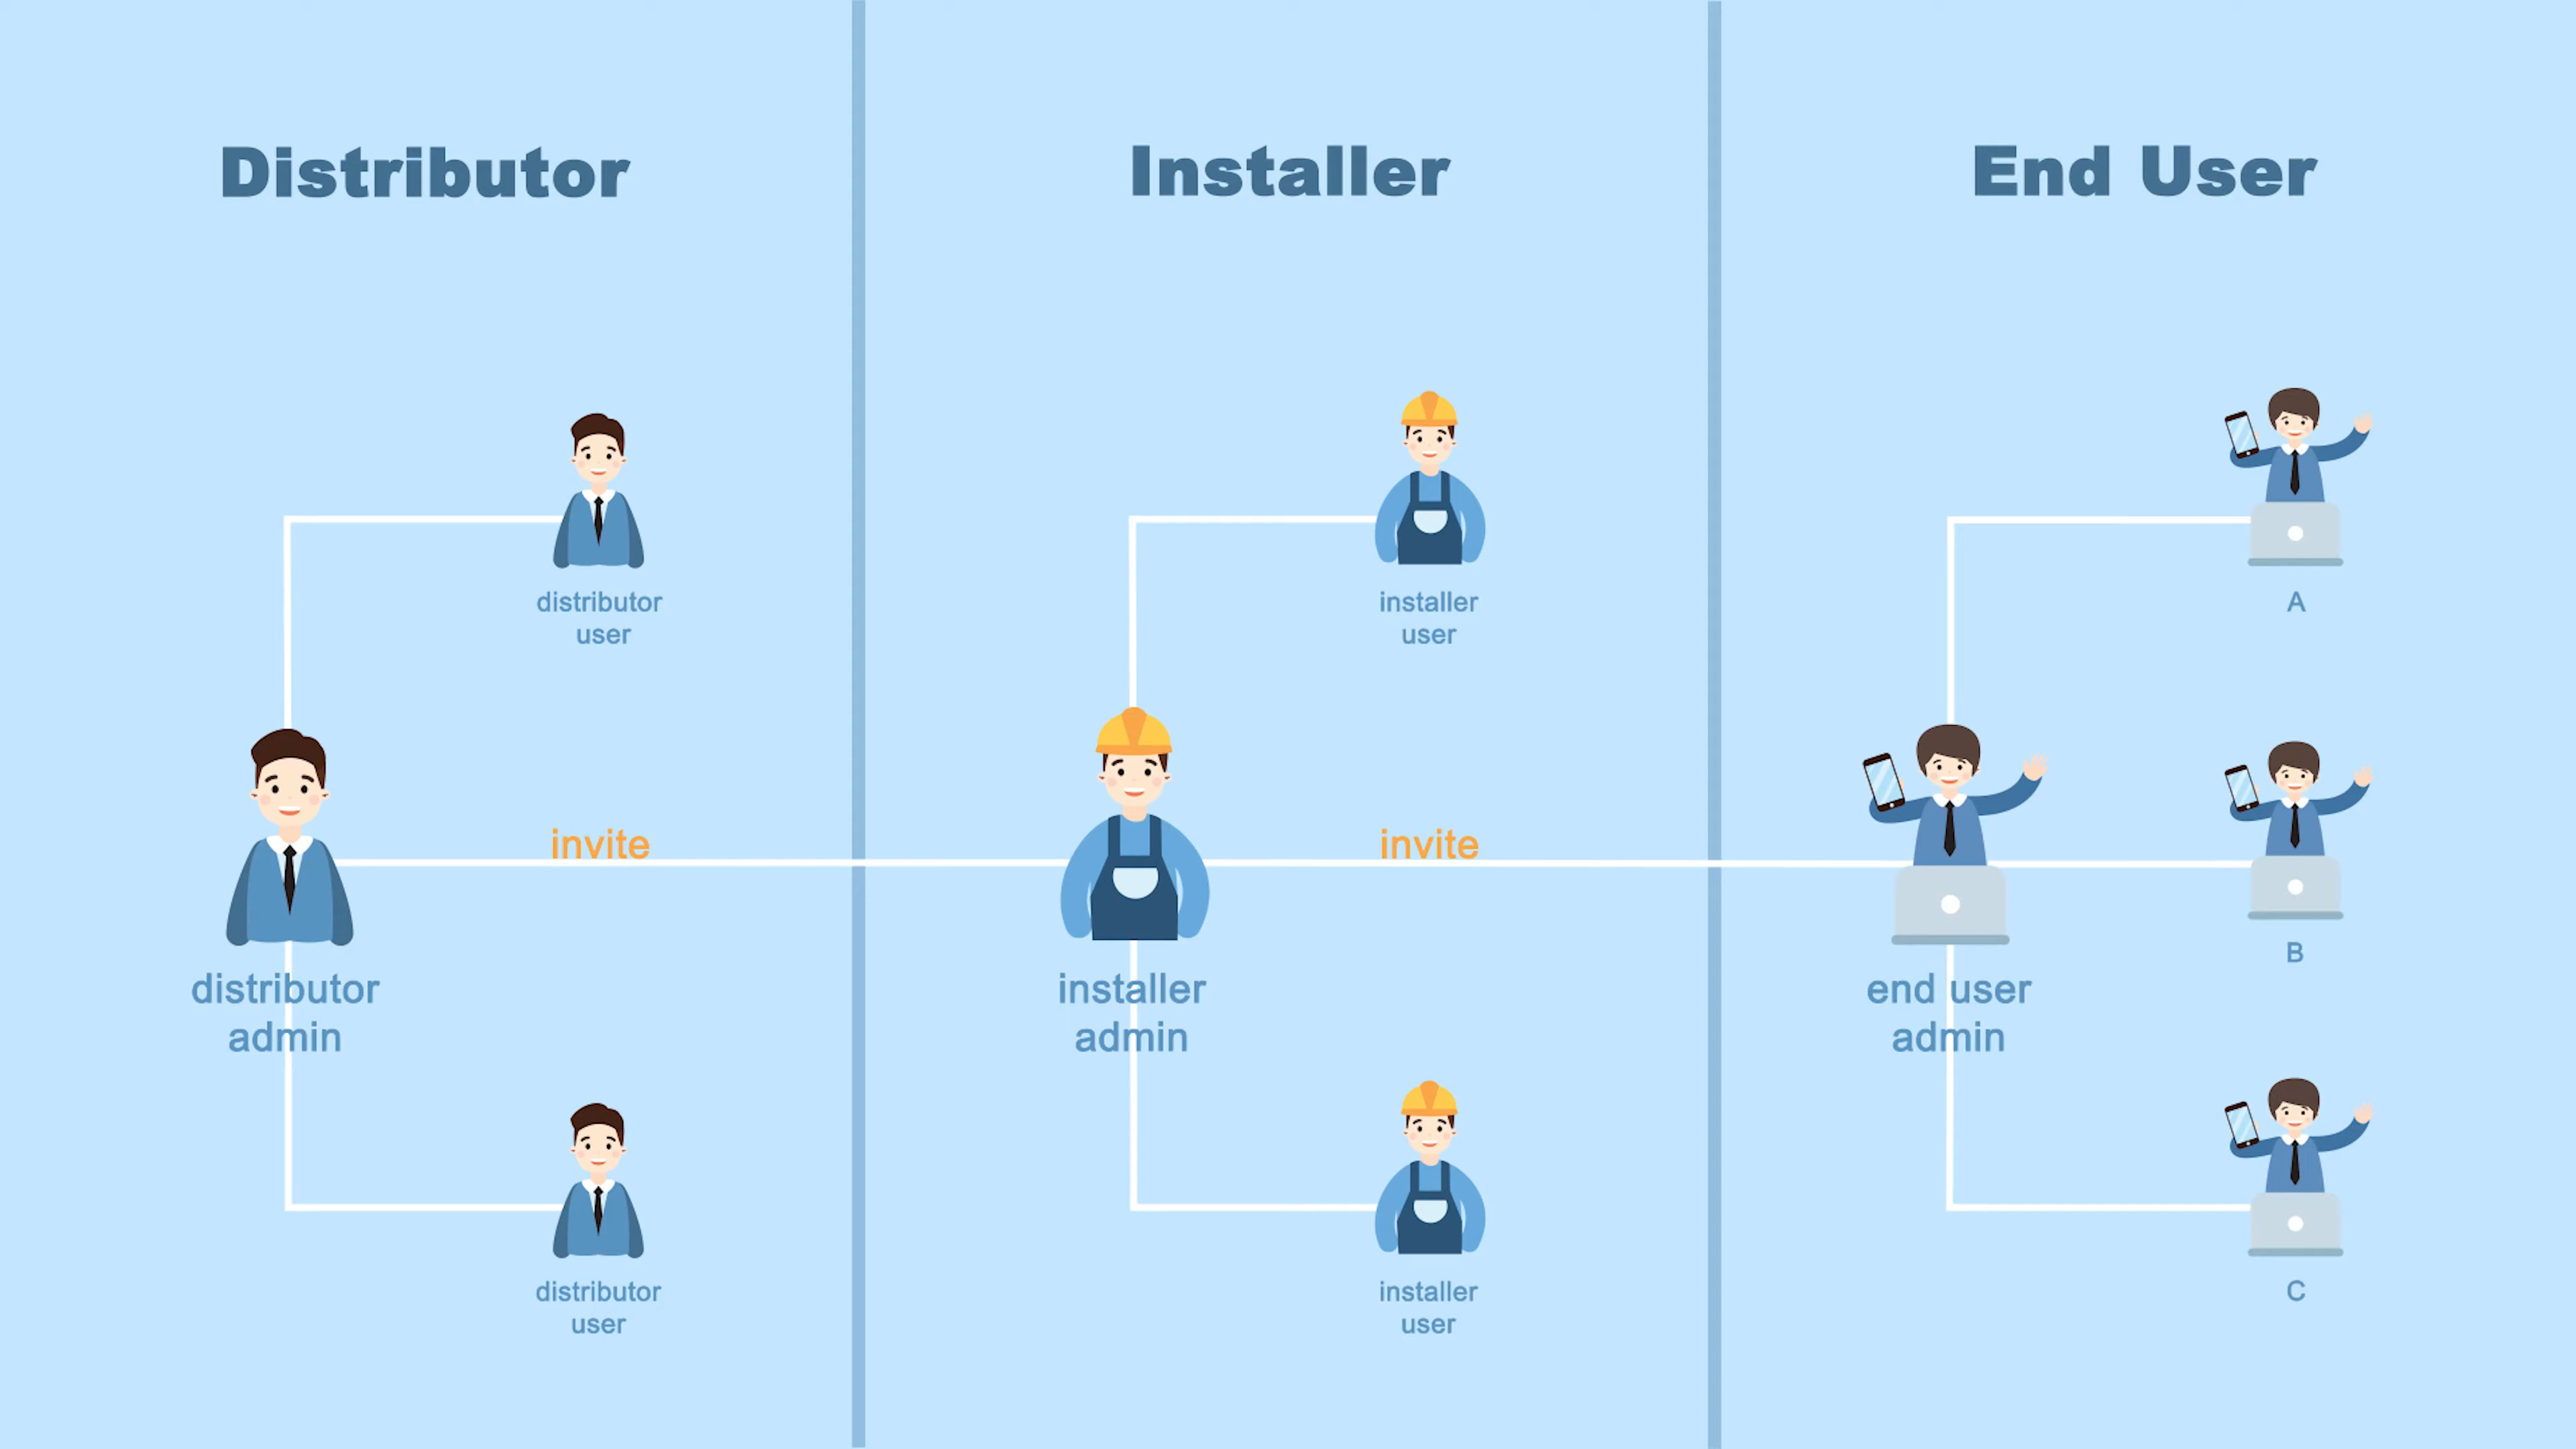 Distributor
Installer
End User
distributor
user
installer
user
A
invite
invite
distributor
admin
installer
admin
end user
admin
B
distributor
user
installer
user
C